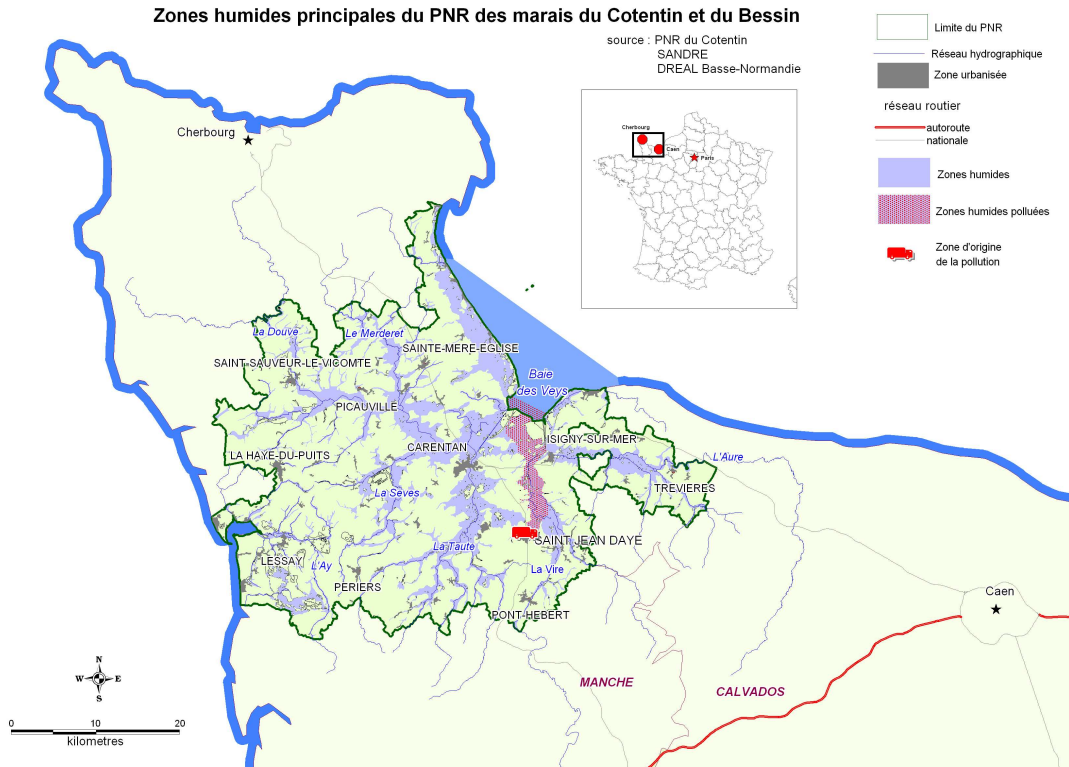 Zones humides principales du PNR des marais du Cotentin et du Bessin
source : PNR du Cotentin
SANDRE
DREAL Basse-Normandie
Limite du PNR
Réseau hydrographique
Zone urbanisée
réseau routier
autoroute
nationale
Zones humides
Zones humides polluées
Zone d'origine
de la pollution
Cherbourg
Caen
Paris
Cherbourg
La Douve
Le Merderet
SAINTE-MERE-EGLISE
SAINT-SAUVEUR-LE-VICOMTE
Baie
des Veys
PICAUVILLE
CARENTAN
ISIGNY-SUR-MER
LA HAYE-DU-PUITS
L'Aure
La Seves
TREVIERES
SAINT JEAN DAYE
La Taute
LESSAY
L'Ay
La Vire
PERIERS
PONT-HEBERT
Caen
MANCHE
CALVADOS
N
W
E
S
0
10
20
kilometres